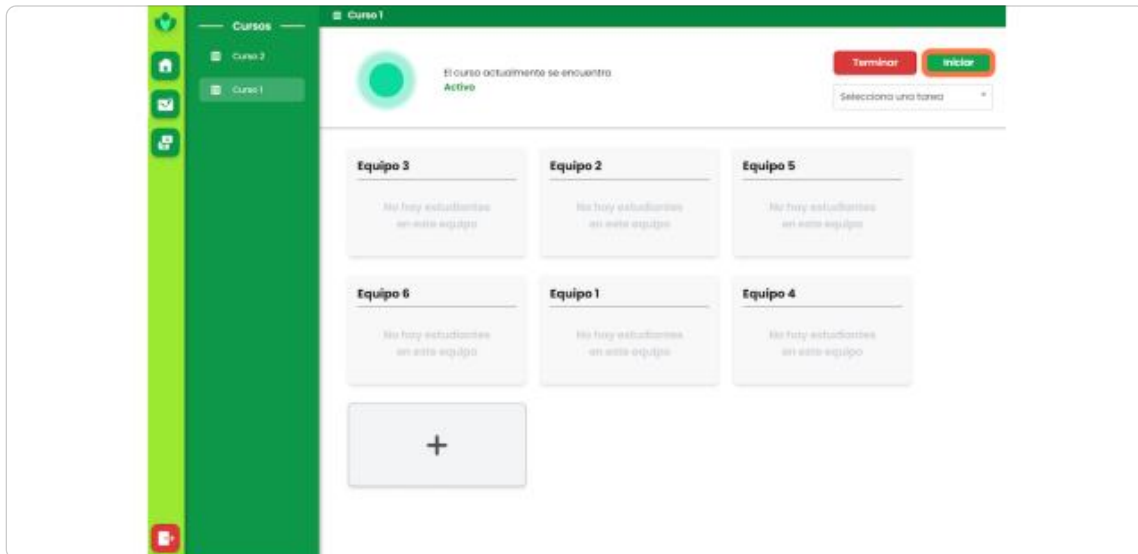 Cursos
Curso 2
Curso 1
Curso 1
El curso actualmente se encuentra
Activo
Terminar
Iniciar
Selecciona una tarea
Equipo 3
No hay estudiantes
en este equipo
Equipo 2
No hay estudiantes
en este equipo
Equipo 5
No hay estudiantes
en este equipo
Equipo 6
No hay estudiantes
en este equipo
Equipo 1
No hay estudiantes
en este equipo
Equipo 4
No hay estudiantes
en este equipo